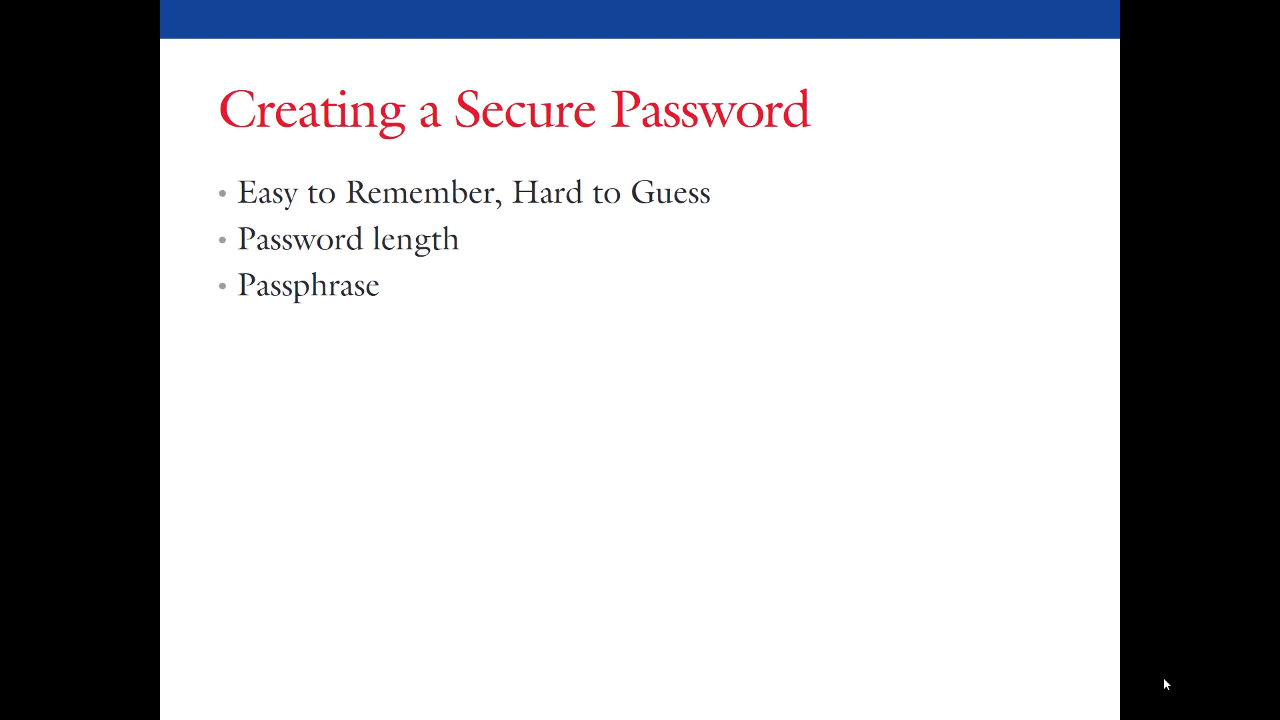 Creating a Secure Password
• Easy to Remember, Hard to Guess
• Password length
• Passphrase